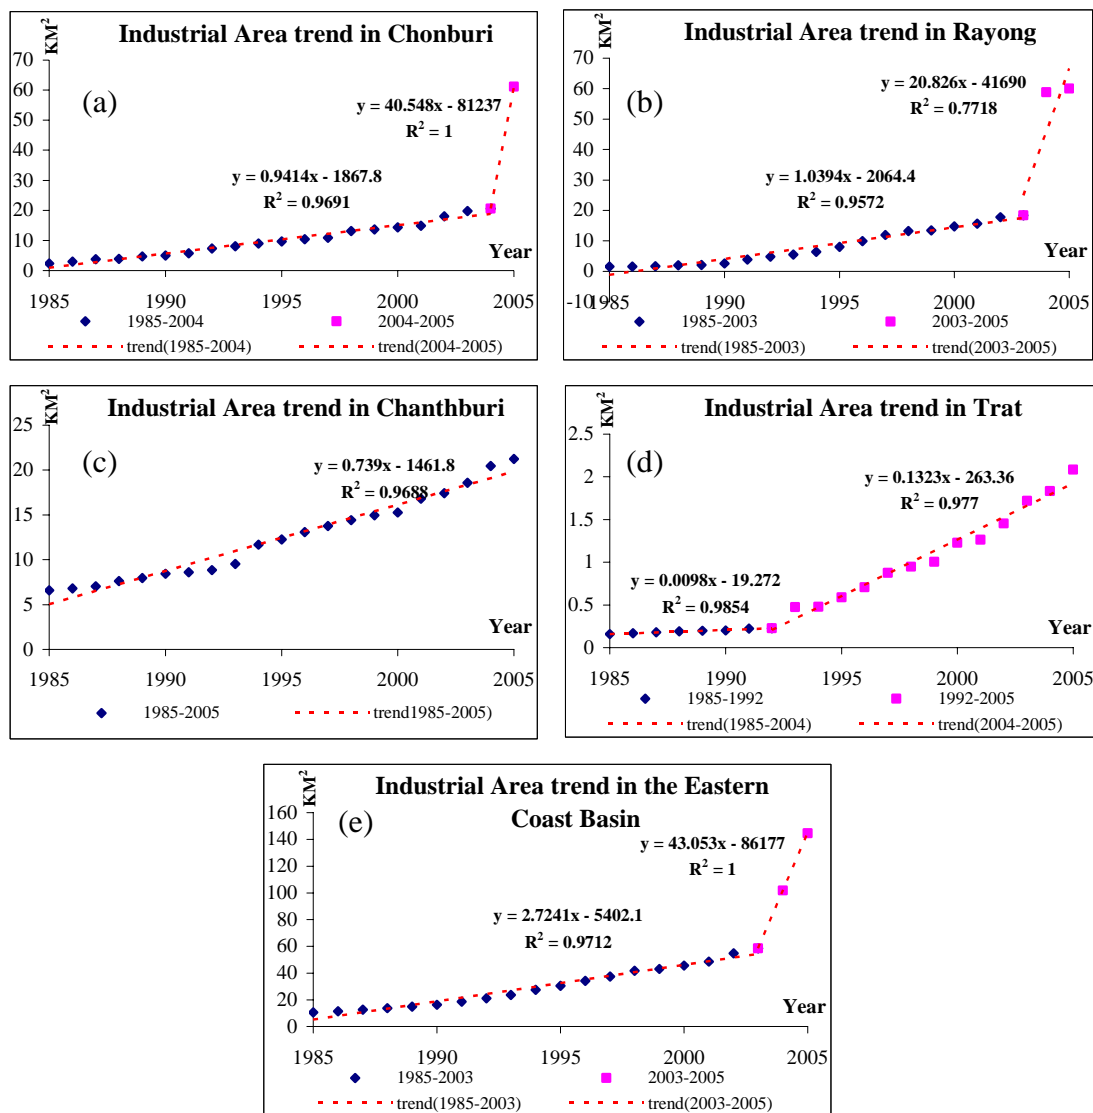 Industrial Area trend in Chonburi
KM²
(a)
70
60
50
40
30
20
10
0
y = 40.548x - 81237
R² = 1
y = 0.9414x - 1867.8
R² = 0.9691
Year
1985 1990 1995 2000 2005
1985-2004 2004-2005
trend(1985-2004) trend(2004-2005)
Industrial Area trend in Rayong
KM²
(b)
70
60
50
40
30
20
10
0
-10
y = 20.826x - 41690
R² = 0.7718
y = 1.0394x - 2064.4
R² = 0.9572
Year
1985 1990 1995 2000 2005
1985-2003 2003-2005
trend(1985-2003) trend(2003-2005)
Industrial Area trend in Chanthburi
KM²
(c)
25
20
15
10
5
0
y = 0.739x - 1461.8
R² = 0.9688
Year
1985 1990 1995 2000 2005
1985-2005 trend1985-2005)
Industrial Area trend in Trat
KM²
(d)
2.5
2
1.5
1
0.5
0
y = 0.1323x - 263.36
R² = 0.977
y = 0.0098x - 19.272
R² = 0.9854
Year
1985 1990 1995 2000 2005
1985-1992 1992-2005
trend(1985-2004) trend(2004-2005)
Industrial Area trend in the Eastern
Coast Basin
KM²
(e)
160
140
120
100
80
60
40
20
0
y = 43.053x - 86177
R² = 1
y = 2.7241x - 5402.1
R² = 0.9712
Year
1985 1990 1995 2000 2005
1985-2003 2003-2005
trend(1985-2003) trend(2003-2005)